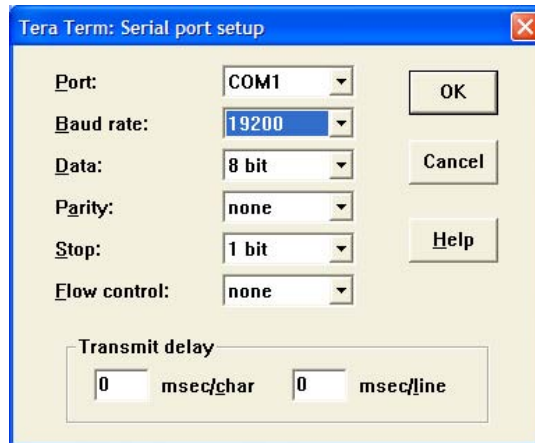 Tera Term: Serial port setup
Port: COM1 OK
Baud rate: 19200
Data: 8 bit Cancel
Parity: none
Stop: 1 bit Help
Flow control: none
Transmit delay
0 msec/char 0 msec/line